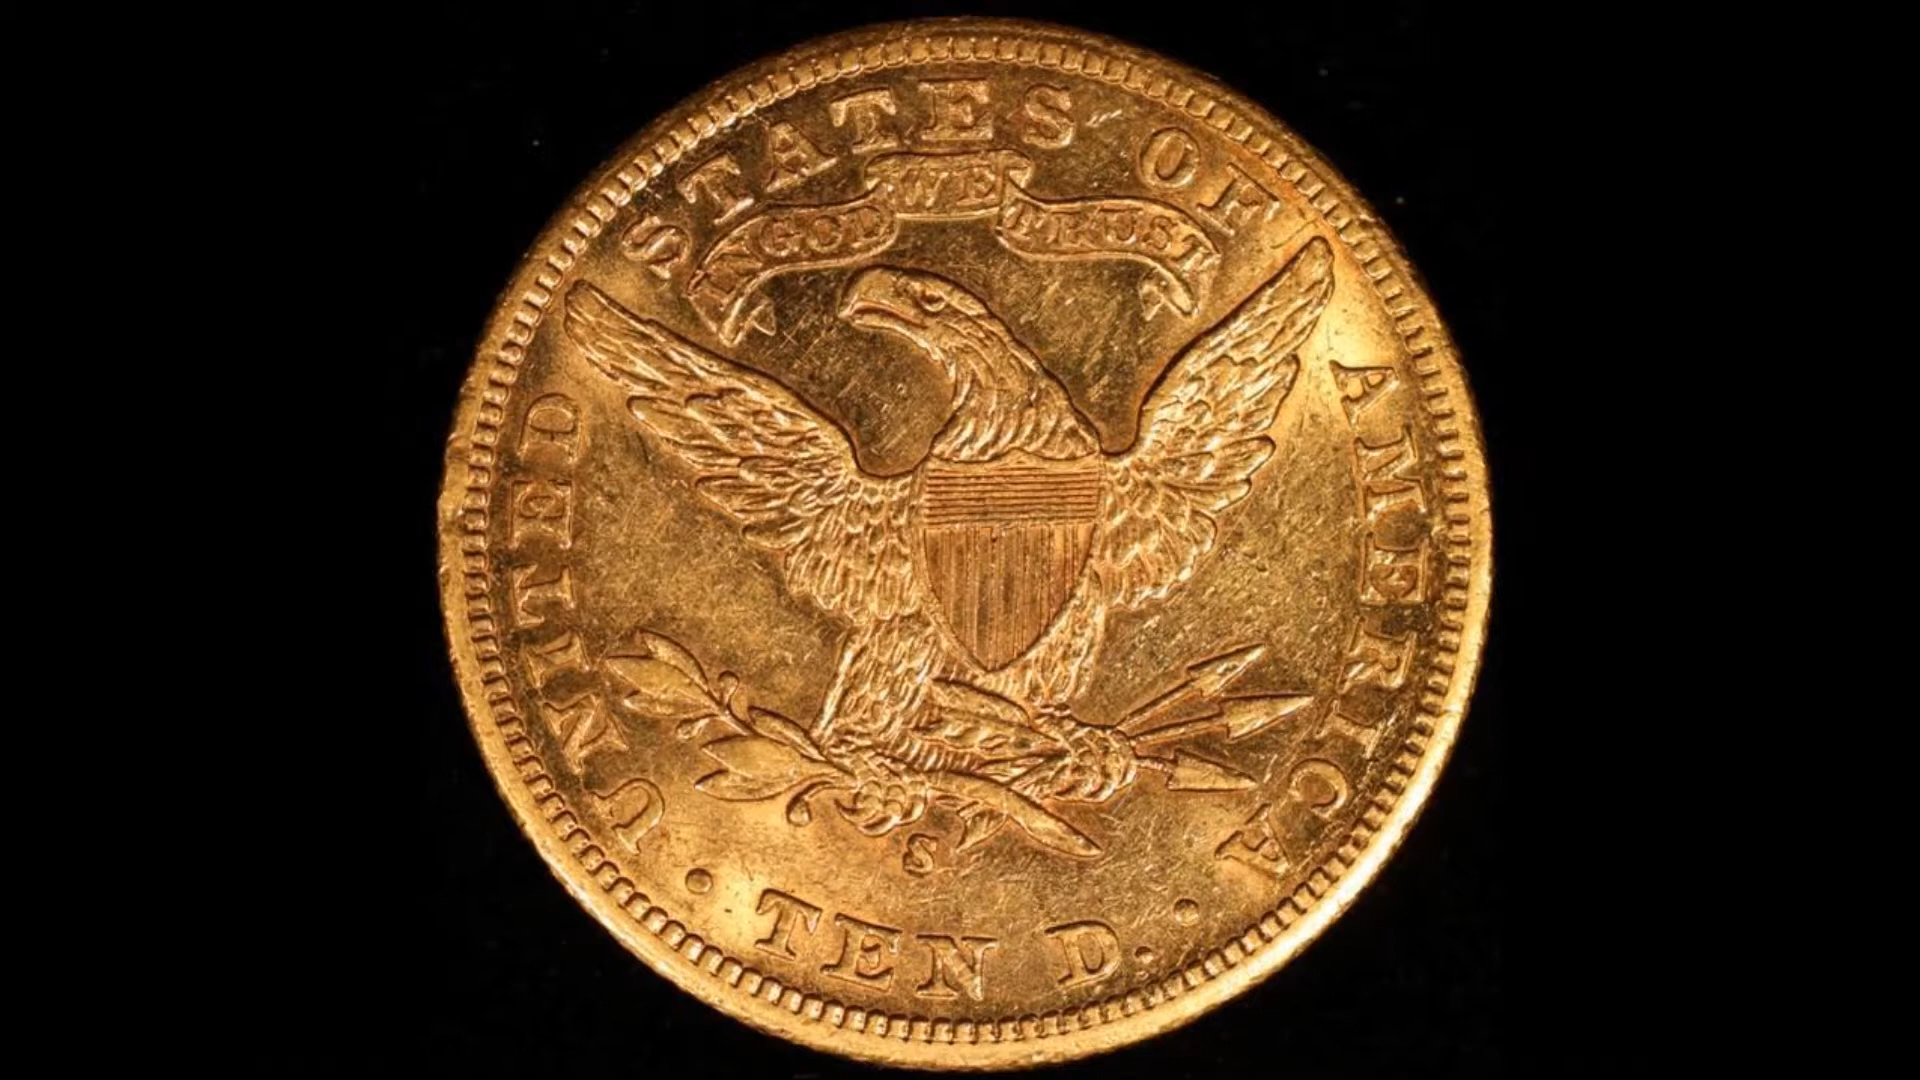 UNITED STATES OF AMERICA
IN GOD WE TRUST
S
· TEN D. ·